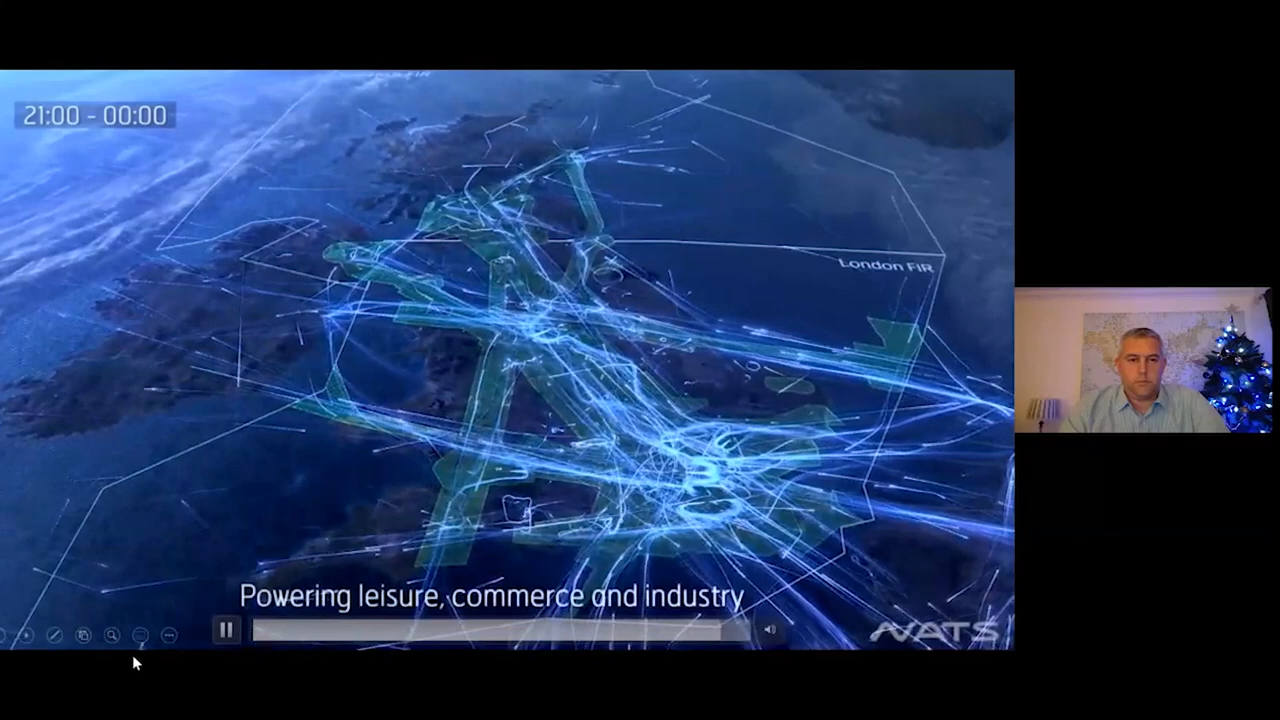 21:00 - 00:00
London FIR
Powering leisure, commerce and industry
NATS